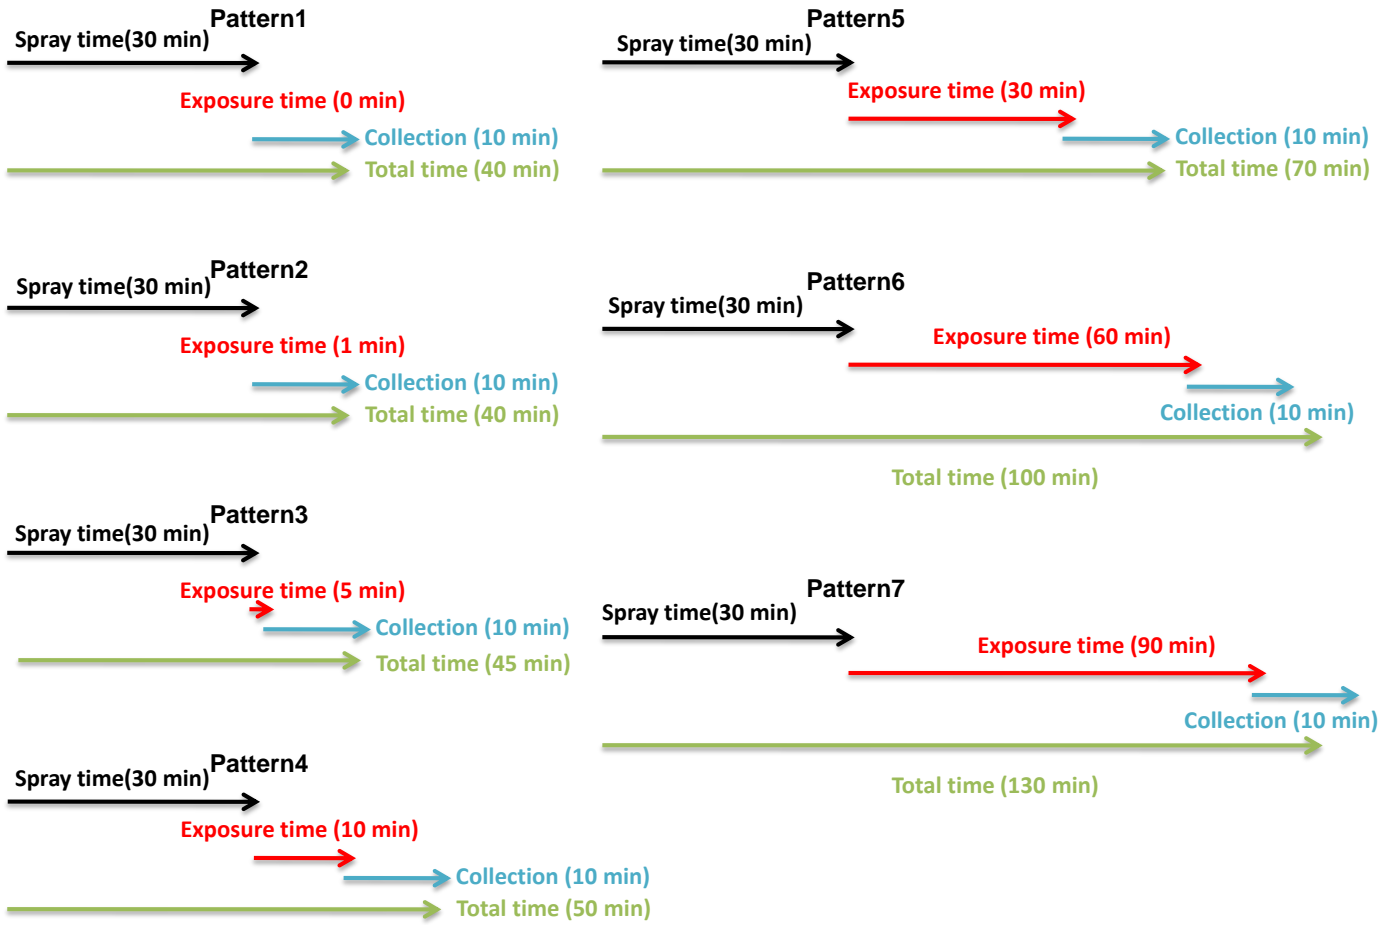 Pattern1
Spray time(30 min)
Exposure time (0 min)
Collection (10 min)
Total time (40 min)
Pattern2
Spray time(30 min)
Exposure time (1 min)
Collection (10 min)
Total time (40 min)
Pattern3
Spray time(30 min)
Exposure time (5 min)
Collection (10 min)
Total time (45 min)
Pattern4
Spray time(30 min)
Exposure time (10 min)
Collection (10 min)
Total time (50 min)
Pattern5
Spray time(30 min)
Exposure time (30 min)
Collection (10 min)
Total time (70 min)
Pattern6
Spray time(30 min)
Exposure time (60 min)
Collection (10 min)
Total time (100 min)
Pattern7
Spray time(30 min)
Exposure time (90 min)
Collection (10 min)
Total time (130 min)